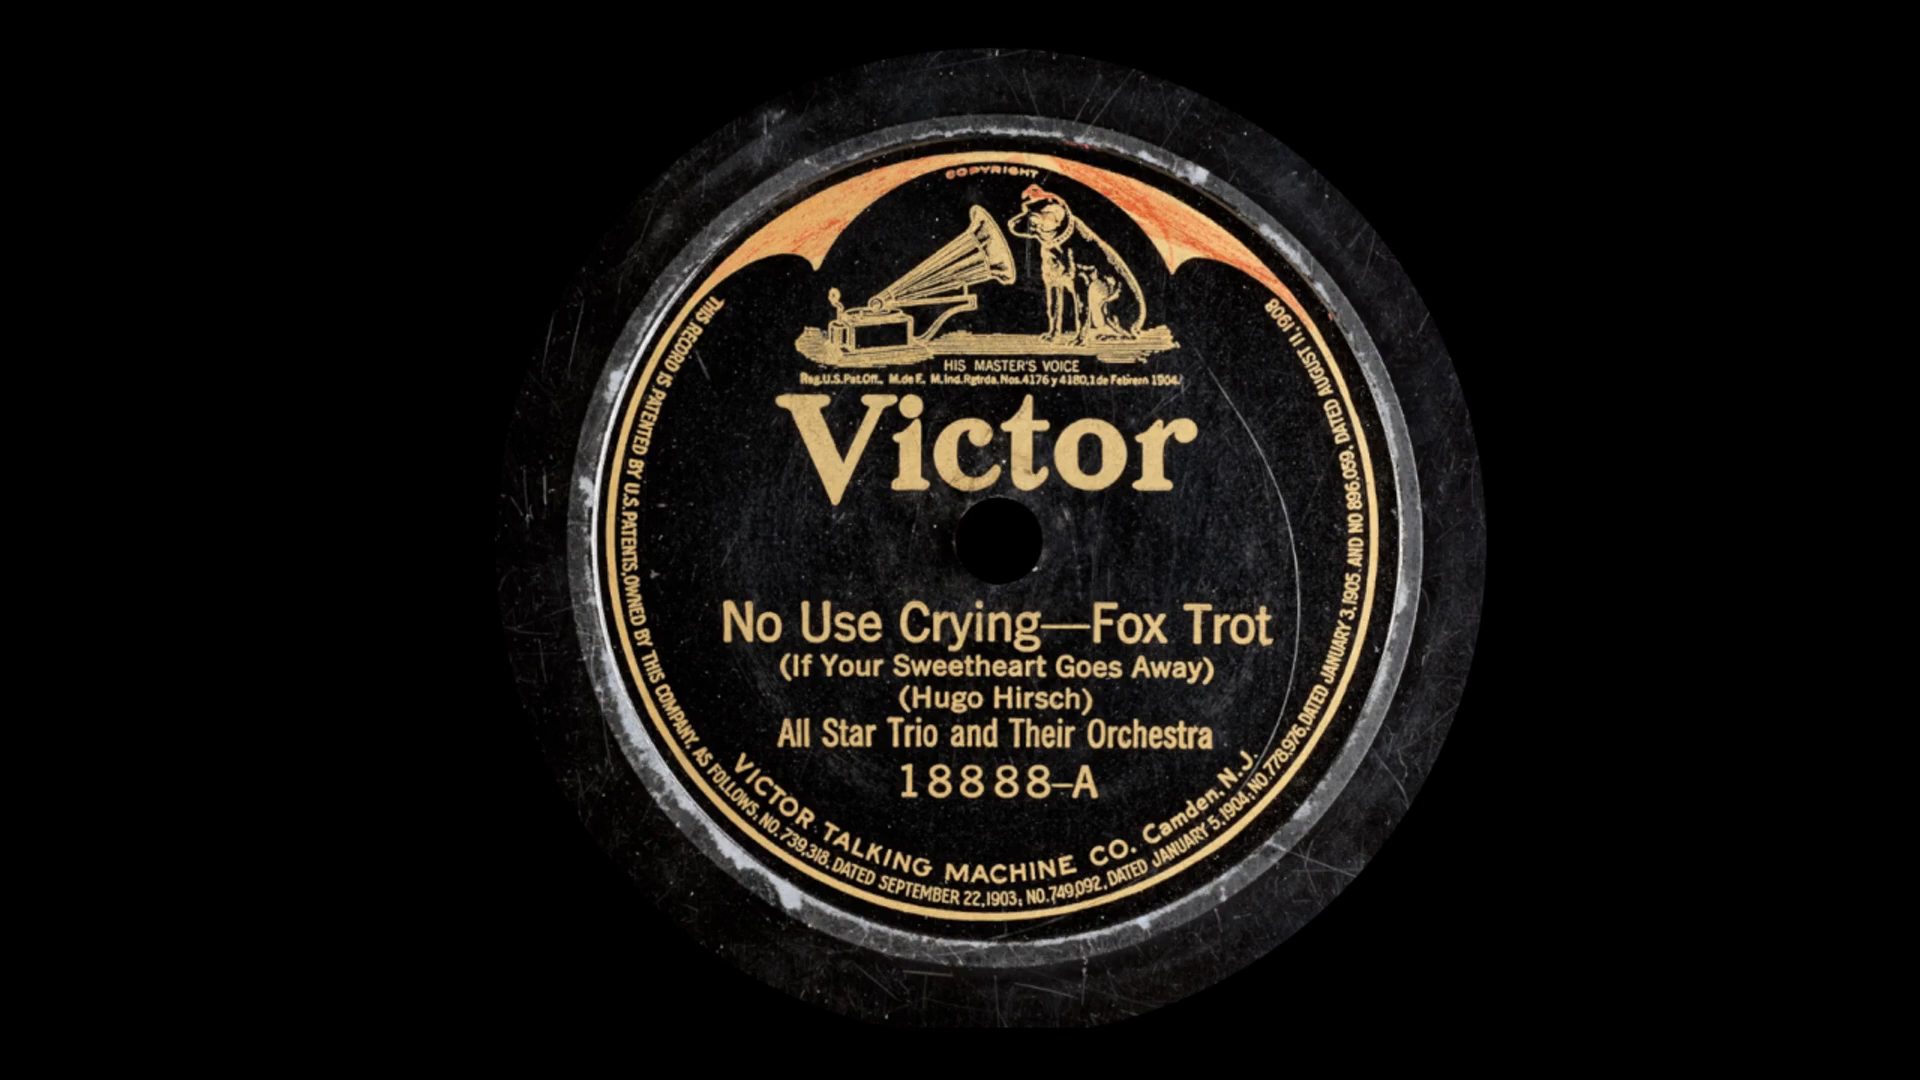 COPYRIGHT
HIS MASTER'S VOICE
Reg.U.S.Pat.Off., M.de F., M.Ind.Rgtrda.Nos.4176 y 4180,1 de Febrero 1904.
Victor
No Use Crying—Fox Trot
(If Your Sweetheart Goes Away)
(Hugo Hirsch)
All Star Trio and Their Orchestra
18888–A
VICTOR TALKING MACHINE CO. Camden, N.J.
THIS RECORD IS PATENTED BY U.S. PATENTS, OWNED BY THIS COMPANY, AS FOLLOWS, NO. 739,318, DATED SEPTEMBER 22,1903; NO. 749,092, DATED JANUARY 5,1904; NO. 778,976, DATED JANUARY 3,1905. AND NO 896,059, DATED AUGUST 11,1908